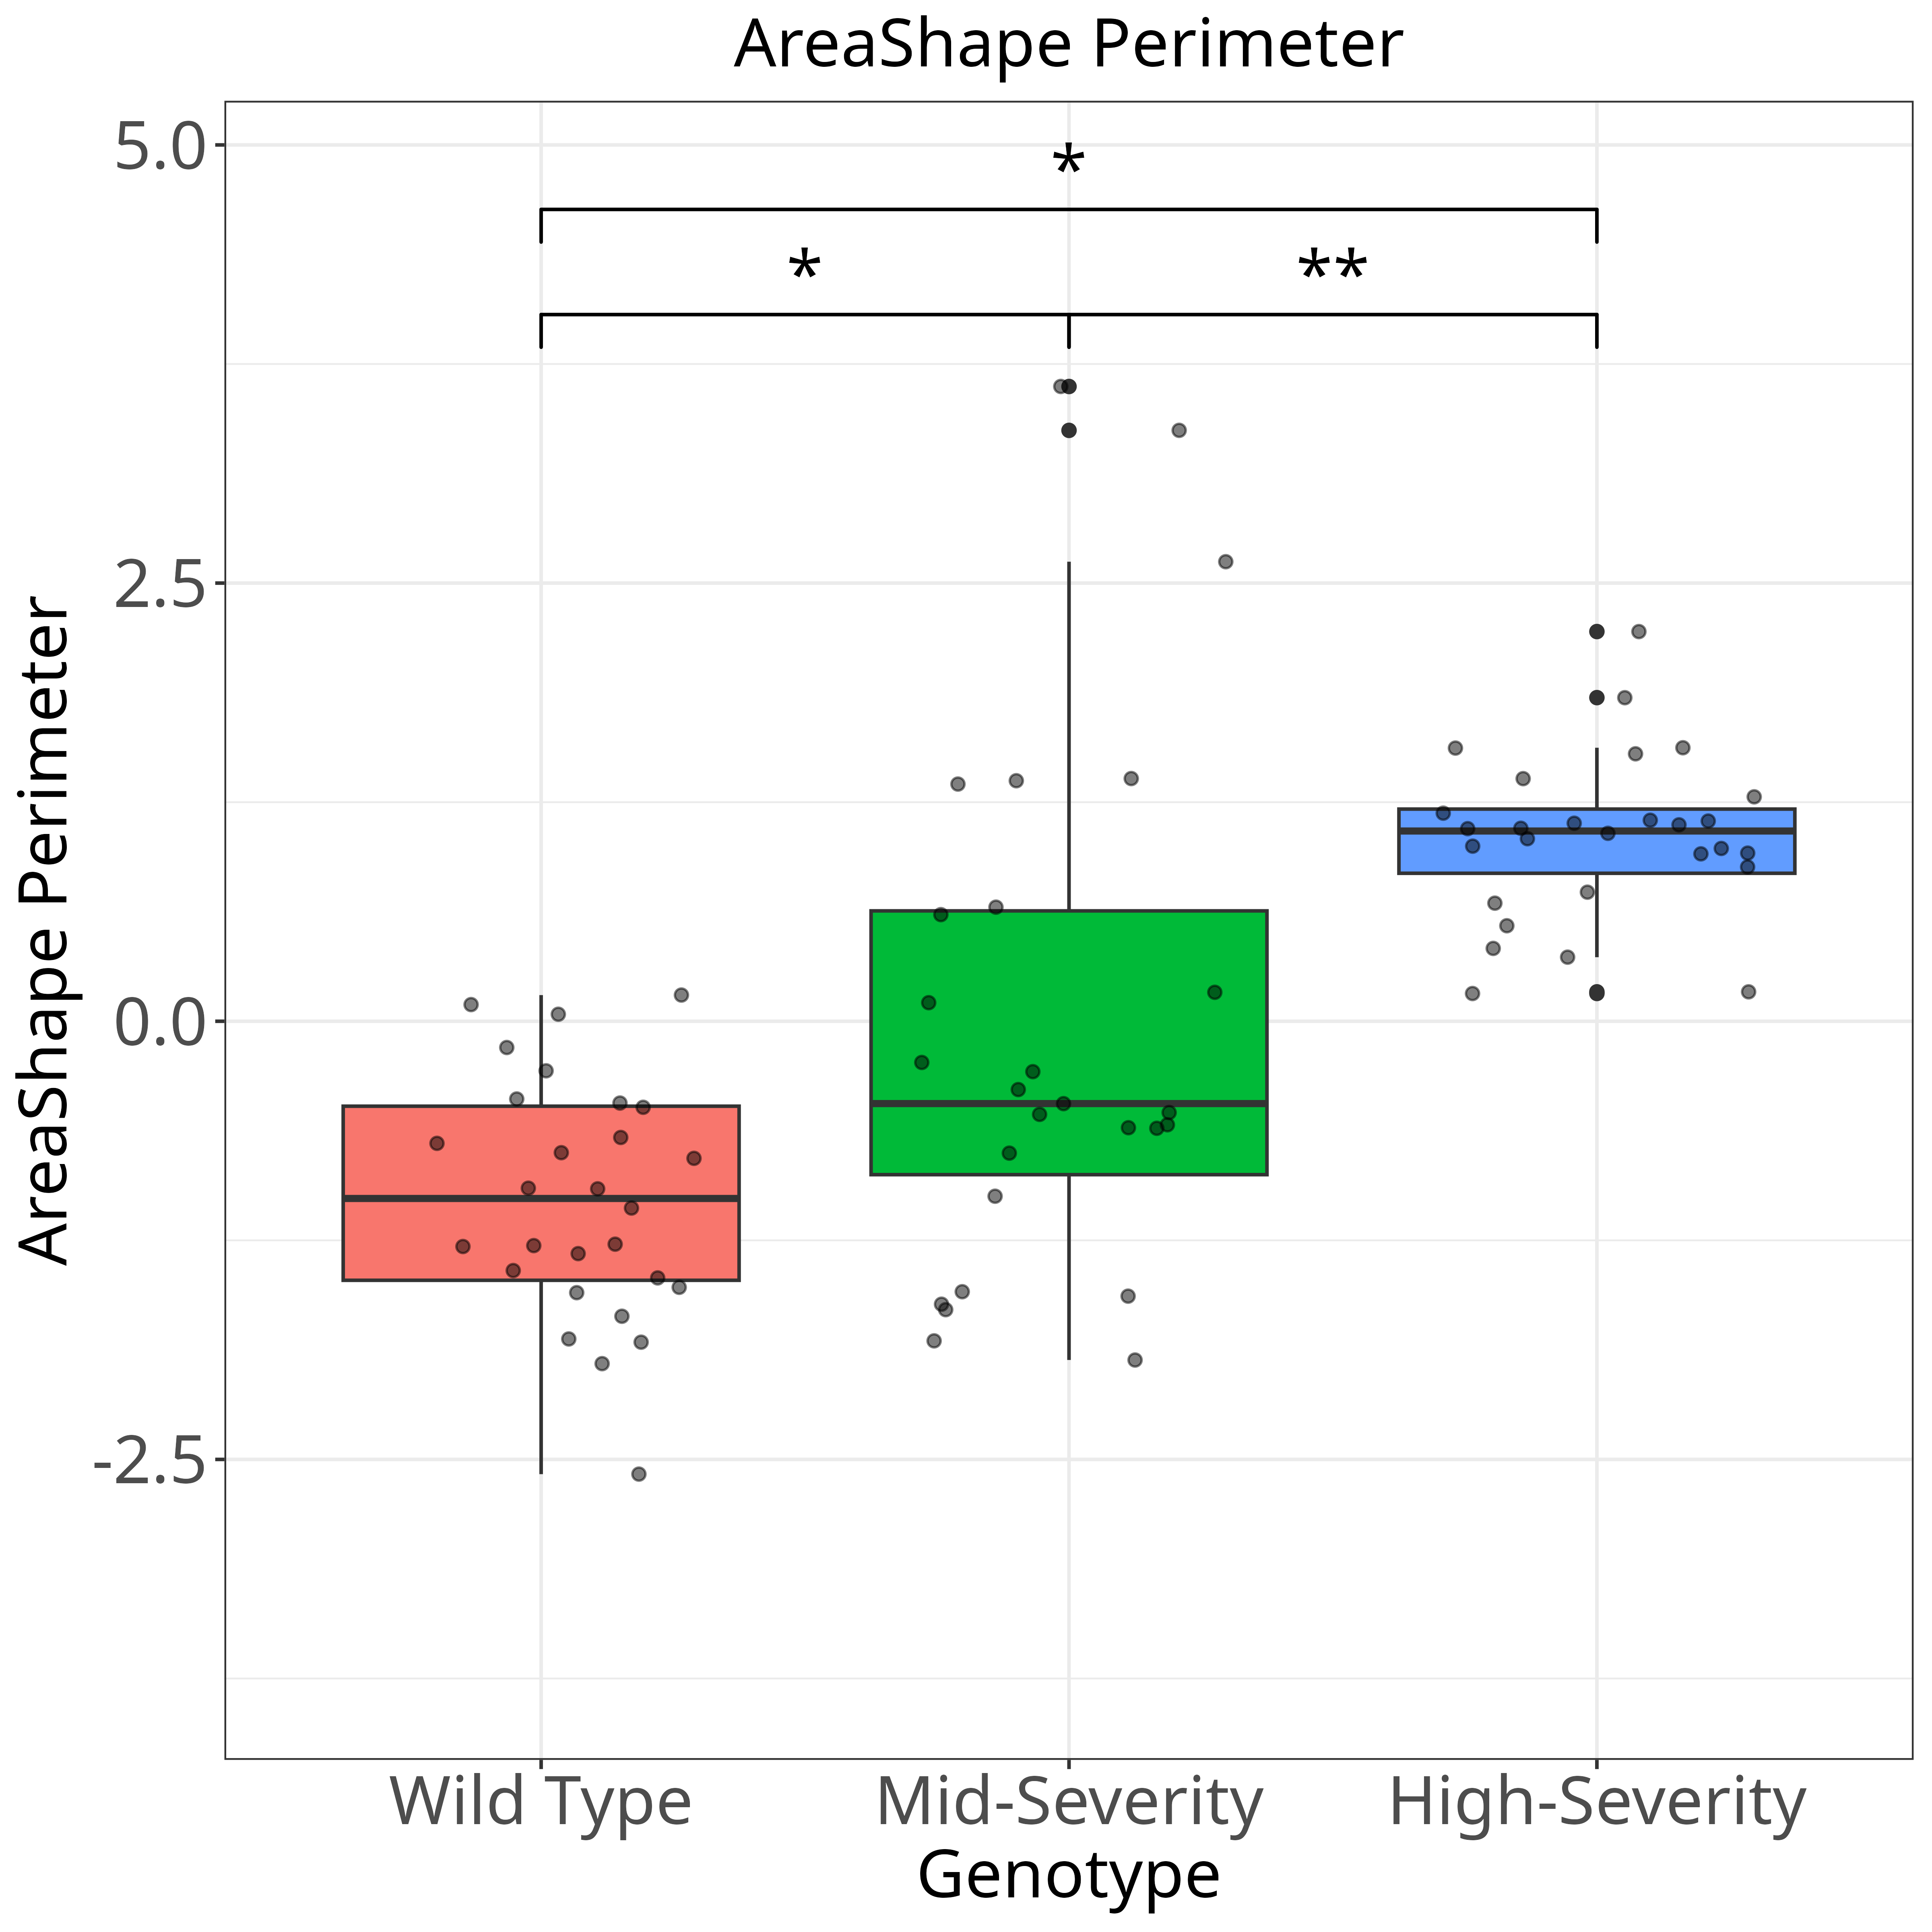 AreaShape Perimeter
AreaShape Perimeter
5.0
2.5
0.0
-2.5
*
*
**
Wild Type
Mid-Severity
High-Severity
Genotype